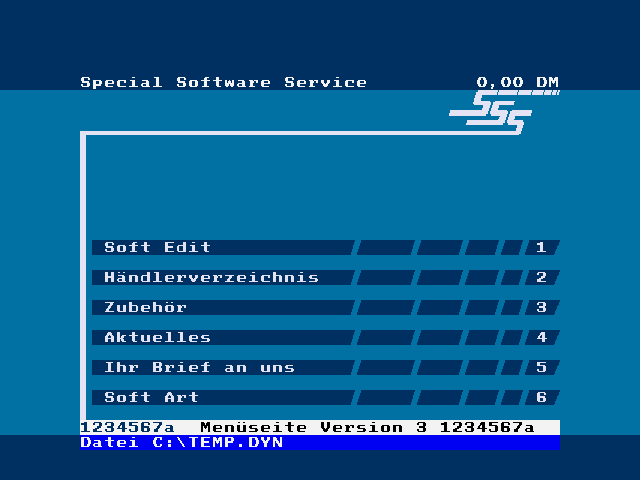 Special Software Service 0,00 DM
SSS
Soft Edit 1
Händlerverzeichnis 2
Zubehör 3
Aktuelles 4
Ihr Brief an uns 5
Soft Art 6
1234567a Menüseite Version 3 1234567a
Datei C:\TEMP.DYN